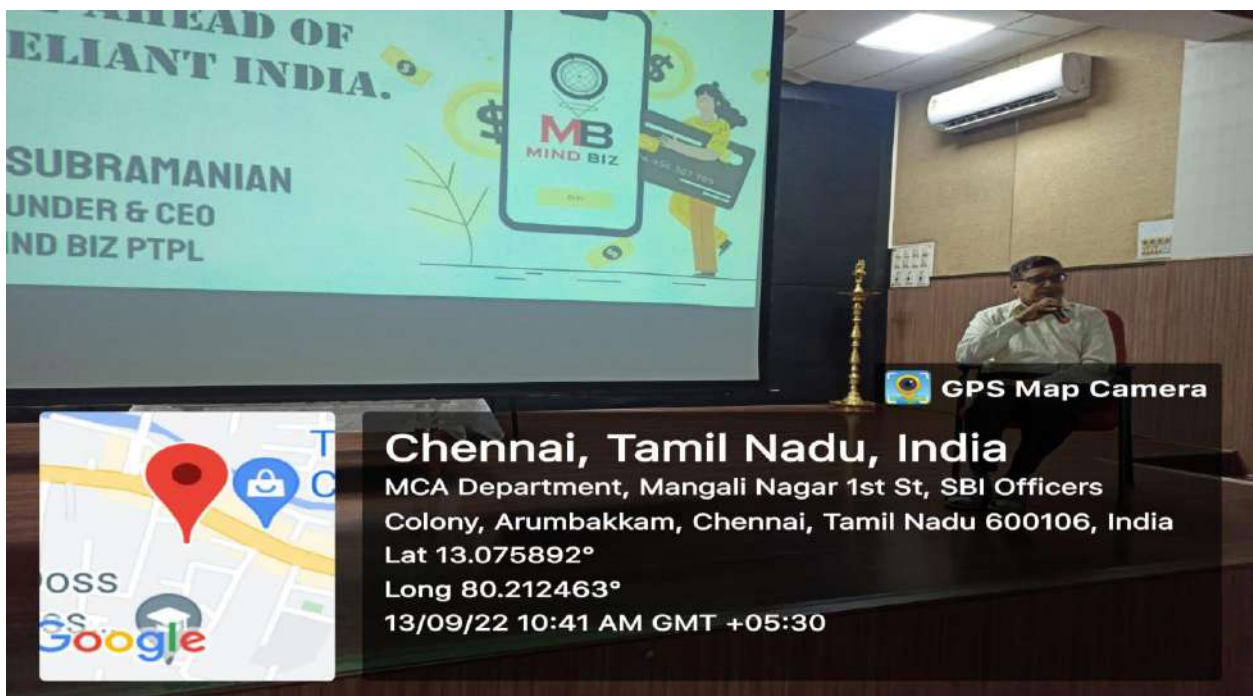 AHEAD OF
ELIANT INDIA.
SUBRAMANIAN
UNDER & CEO
IND BIZ PTPL
MB
MIND BIZ
GPS Map Camera
Chennai, Tamil Nadu, India
MCA Department, Mangali Nagar 1st St, SBI Officers
Colony, Arumbakkam, Chennai, Tamil Nadu 600106, India
Lat 13.075892°
Long 80.212463°
13/09/22 10:41 AM GMT +05:30
T
C
oss
Google